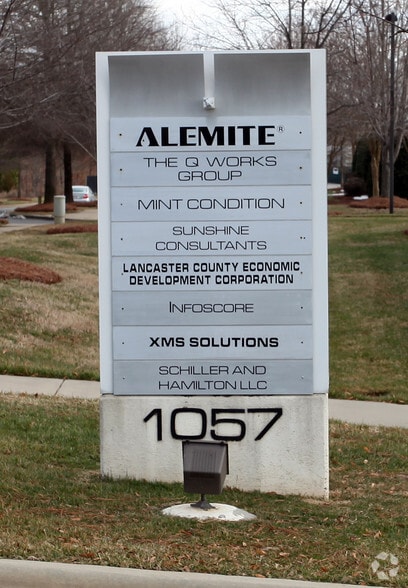 ALEMITE®
THE Q WORKS
GROUP
MINT CONDITION
SUNSHINE
CONSULTANTS
LANCASTER COUNTY ECONOMIC
DEVELOPMENT CORPORATION
INFOSCORE
XMS SOLUTIONS
SCHILLER AND
HAMILTON LLC
1057